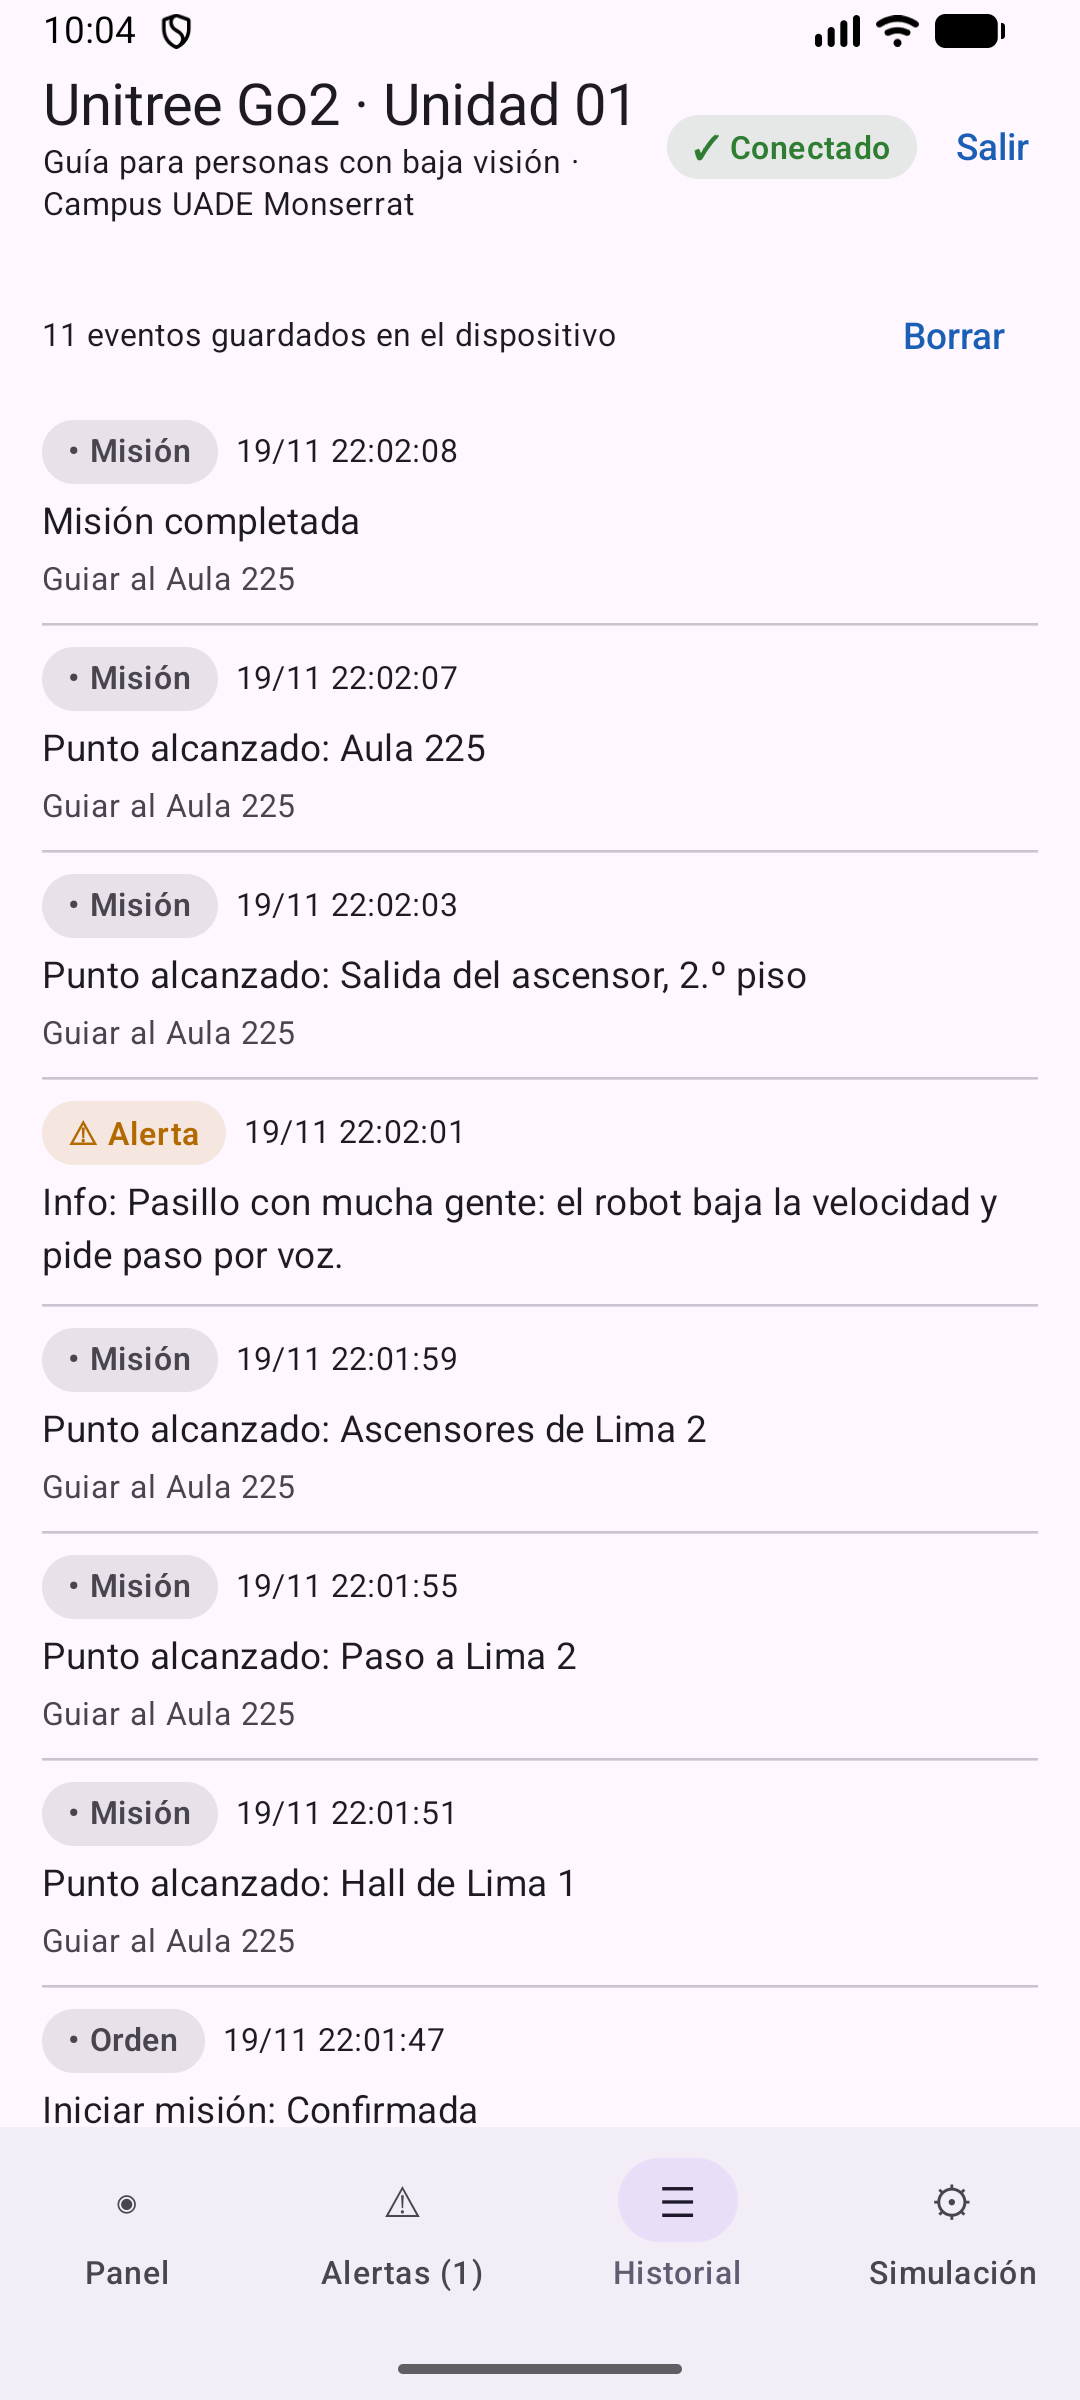 10:04
Unitree Go2 · Unidad 01
Guía para personas con baja visión ·
Campus UADE Monserrat
✓ Conectado
Salir
11 eventos guardados en el dispositivo
Borrar
• Misión 19/11 22:02:08
Misión completada
Guiar al Aula 225
• Misión 19/11 22:02:07
Punto alcanzado: Aula 225
Guiar al Aula 225
• Misión 19/11 22:02:03
Punto alcanzado: Salida del ascensor, 2.º piso
Guiar al Aula 225
⚠ Alerta 19/11 22:02:01
Info: Pasillo con mucha gente: el robot baja la velocidad y
pide paso por voz.
• Misión 19/11 22:01:59
Punto alcanzado: Ascensores de Lima 2
Guiar al Aula 225
• Misión 19/11 22:01:55
Punto alcanzado: Paso a Lima 2
Guiar al Aula 225
• Misión 19/11 22:01:51
Punto alcanzado: Hall de Lima 1
Guiar al Aula 225
• Orden 19/11 22:01:47
Iniciar misión: Confirmada
Panel
Alertas (1)
Historial
Simulación